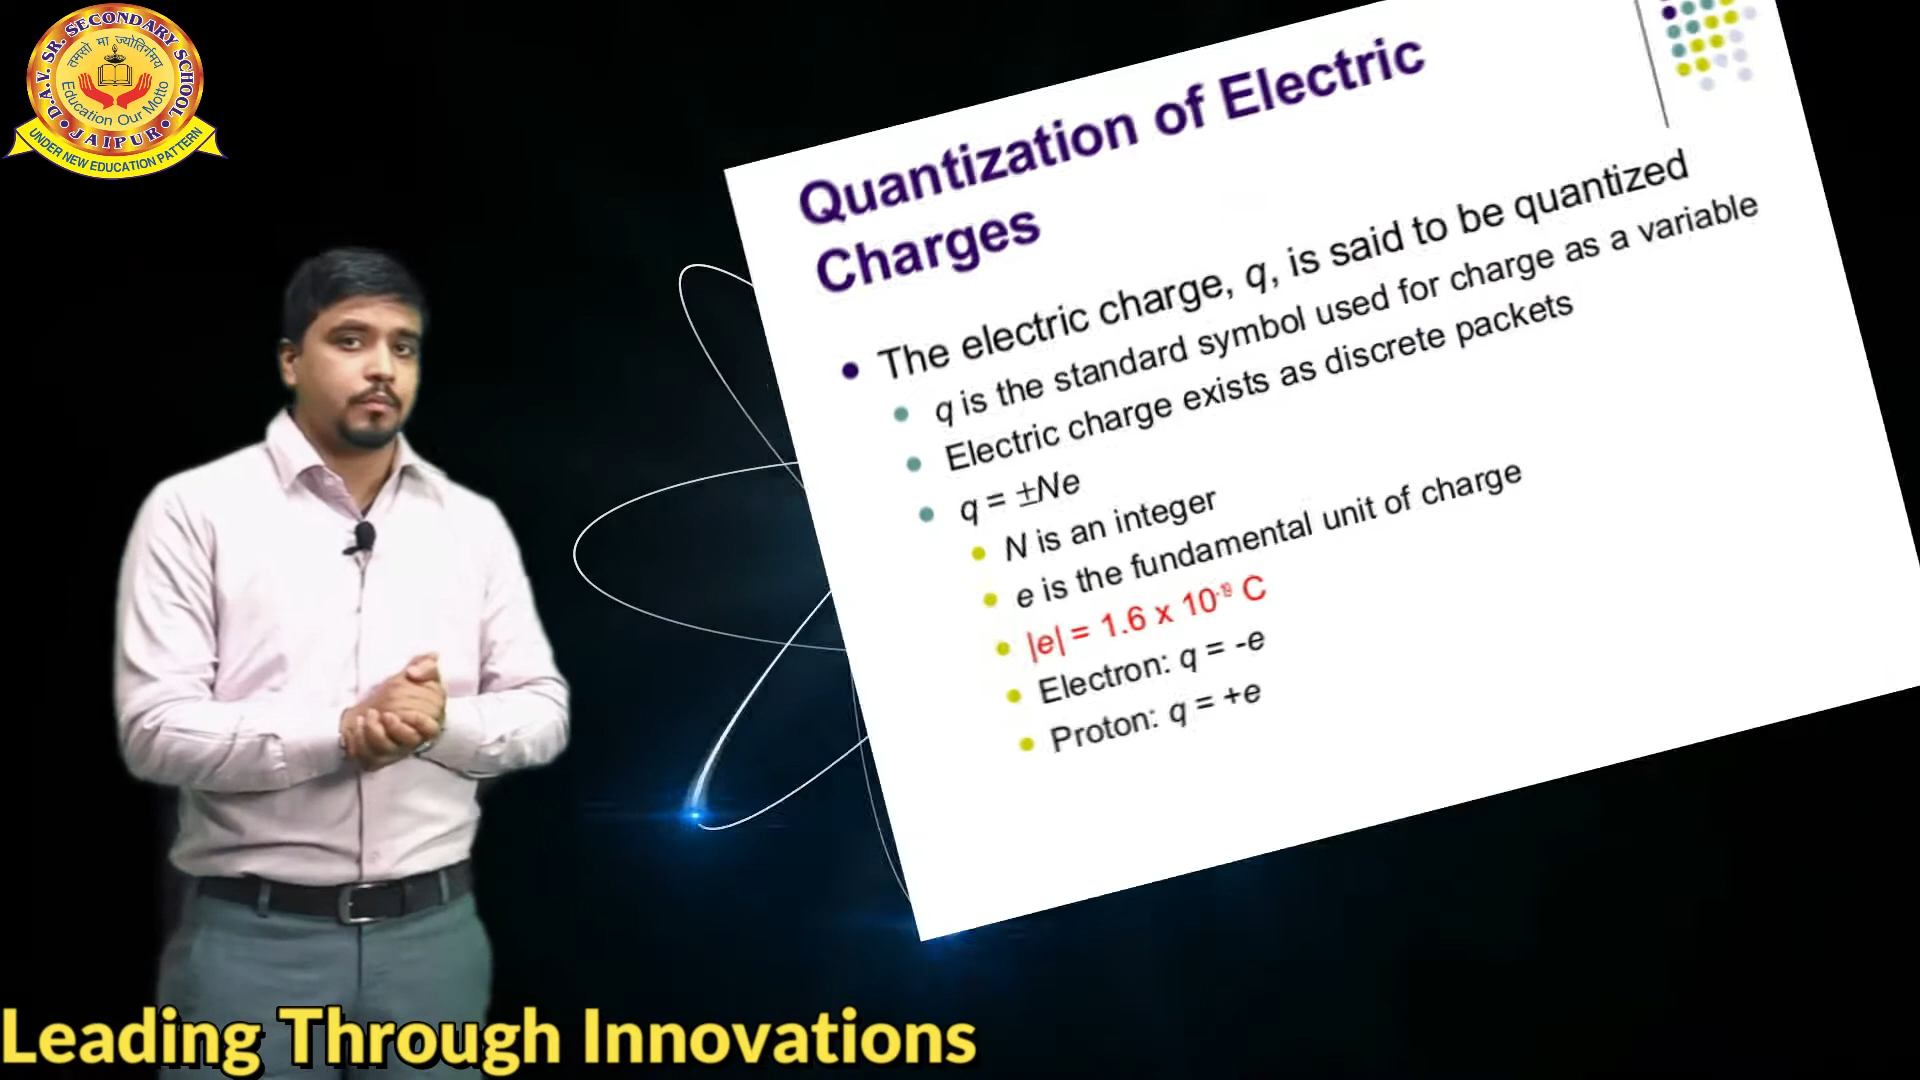 D.A.V. SR. SECONDARY SCHOOL
तमसो मा ज्योतिर्गमय
Education Our Motto
• JAIPUR •
UNDER NEW EDUCATION PATTERN
Quantization of Electric
Charges
• The electric charge, q, is said to be quantized
• q is the standard symbol used for charge as a variable
• Electric charge exists as discrete packets
• q = ±Ne
• N is an integer
• e is the fundamental unit of charge
• |e| = 1.6 x 10⁻¹⁹ C
• Electron: q = -e
• Proton: q = +e
Leading Through Innovations